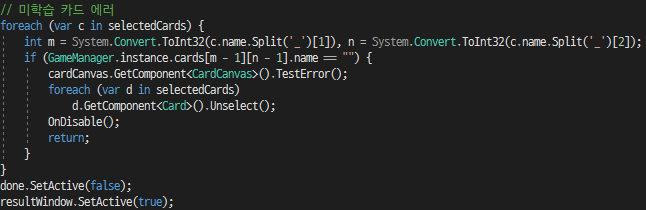 // 미학습 카드 에러
foreach (var c in selectedCards) {
    int m = System.Convert.ToInt32(c.name.Split('_')[1]), n = System.Convert.ToInt32(c.name.Split('_')[2]);
    if (GameManager.instance.cards[m - 1][n - 1].name == "") {
        cardCanvas.GetComponent<CardCanvas>().TestError();
        foreach (var d in selectedCards)
            d.GetComponent<Card>().Unselect();
        OnDisable();
        return;
    }
}
done.SetActive(false);
resultWindow.SetActive(true);